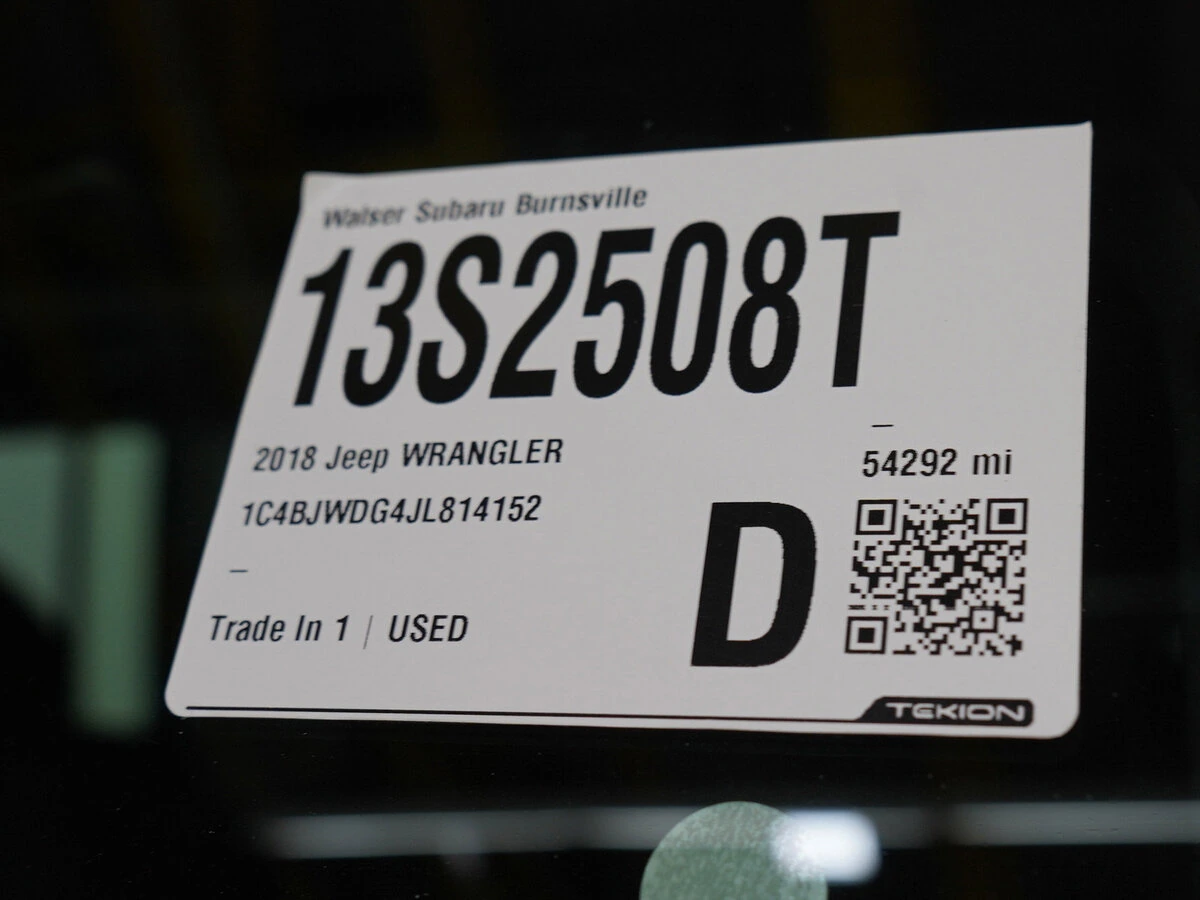 Walser Subaru Burnsville
13S2508T
–
2018 Jeep WRANGLER
54292 mi
1C4BJWDG4JL814152
D
–
Trade In 1 | USED
TEKION